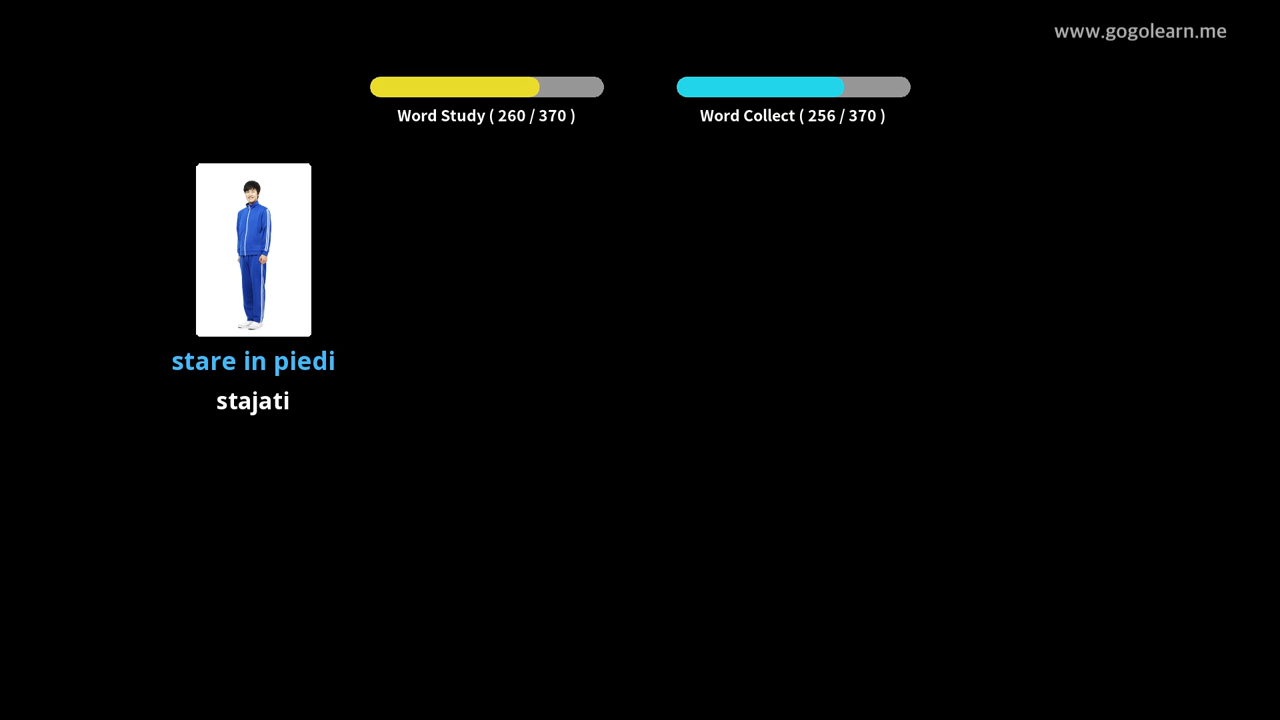 www.gogolearn.me
Word Study ( 260 / 370 )
Word Collect ( 256 / 370 )
stare in piedi
stajati